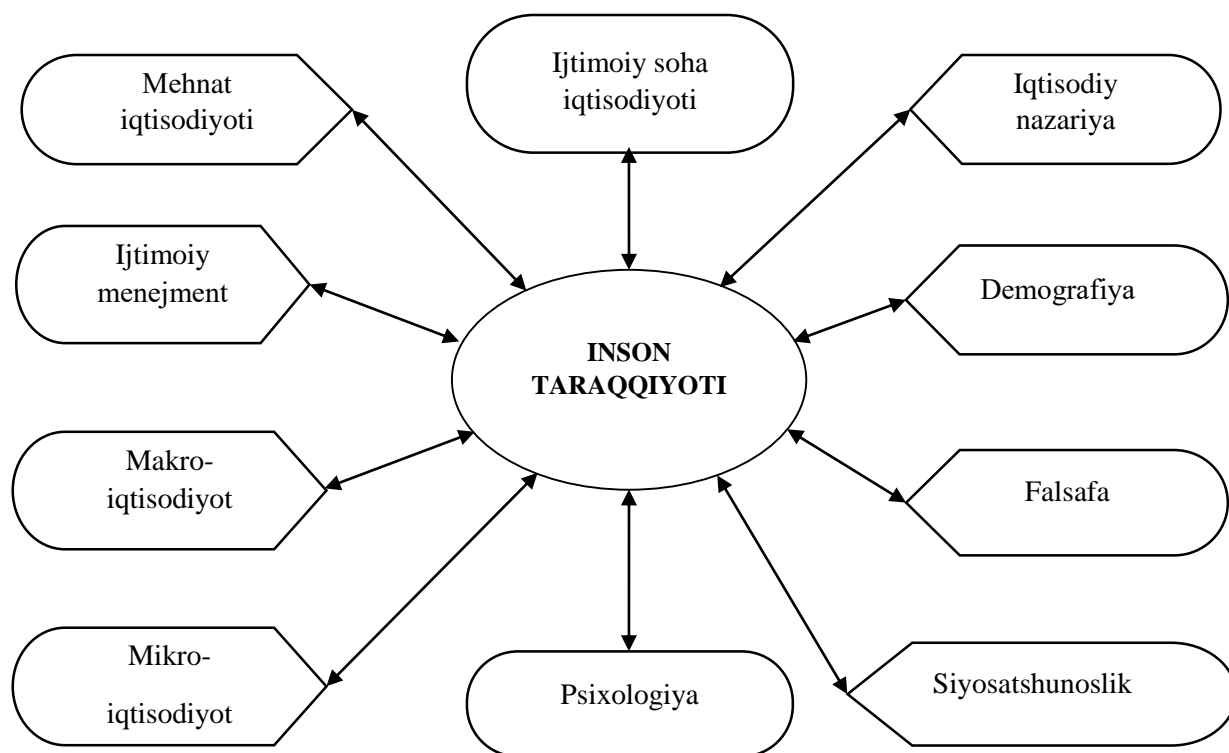 Mehnat
iqtisodiyoti
Ijtimoiy soha
iqtisodiyoti
Iqtisodiy
nazariya
Ijtimoiy
menejment
Demografiya
INSON
TARAQQIYOTI
Makro-
iqtisodiyot
Falsafa
Mikro-
iqtisodiyot
Psixologiya
Siyosatshunoslik